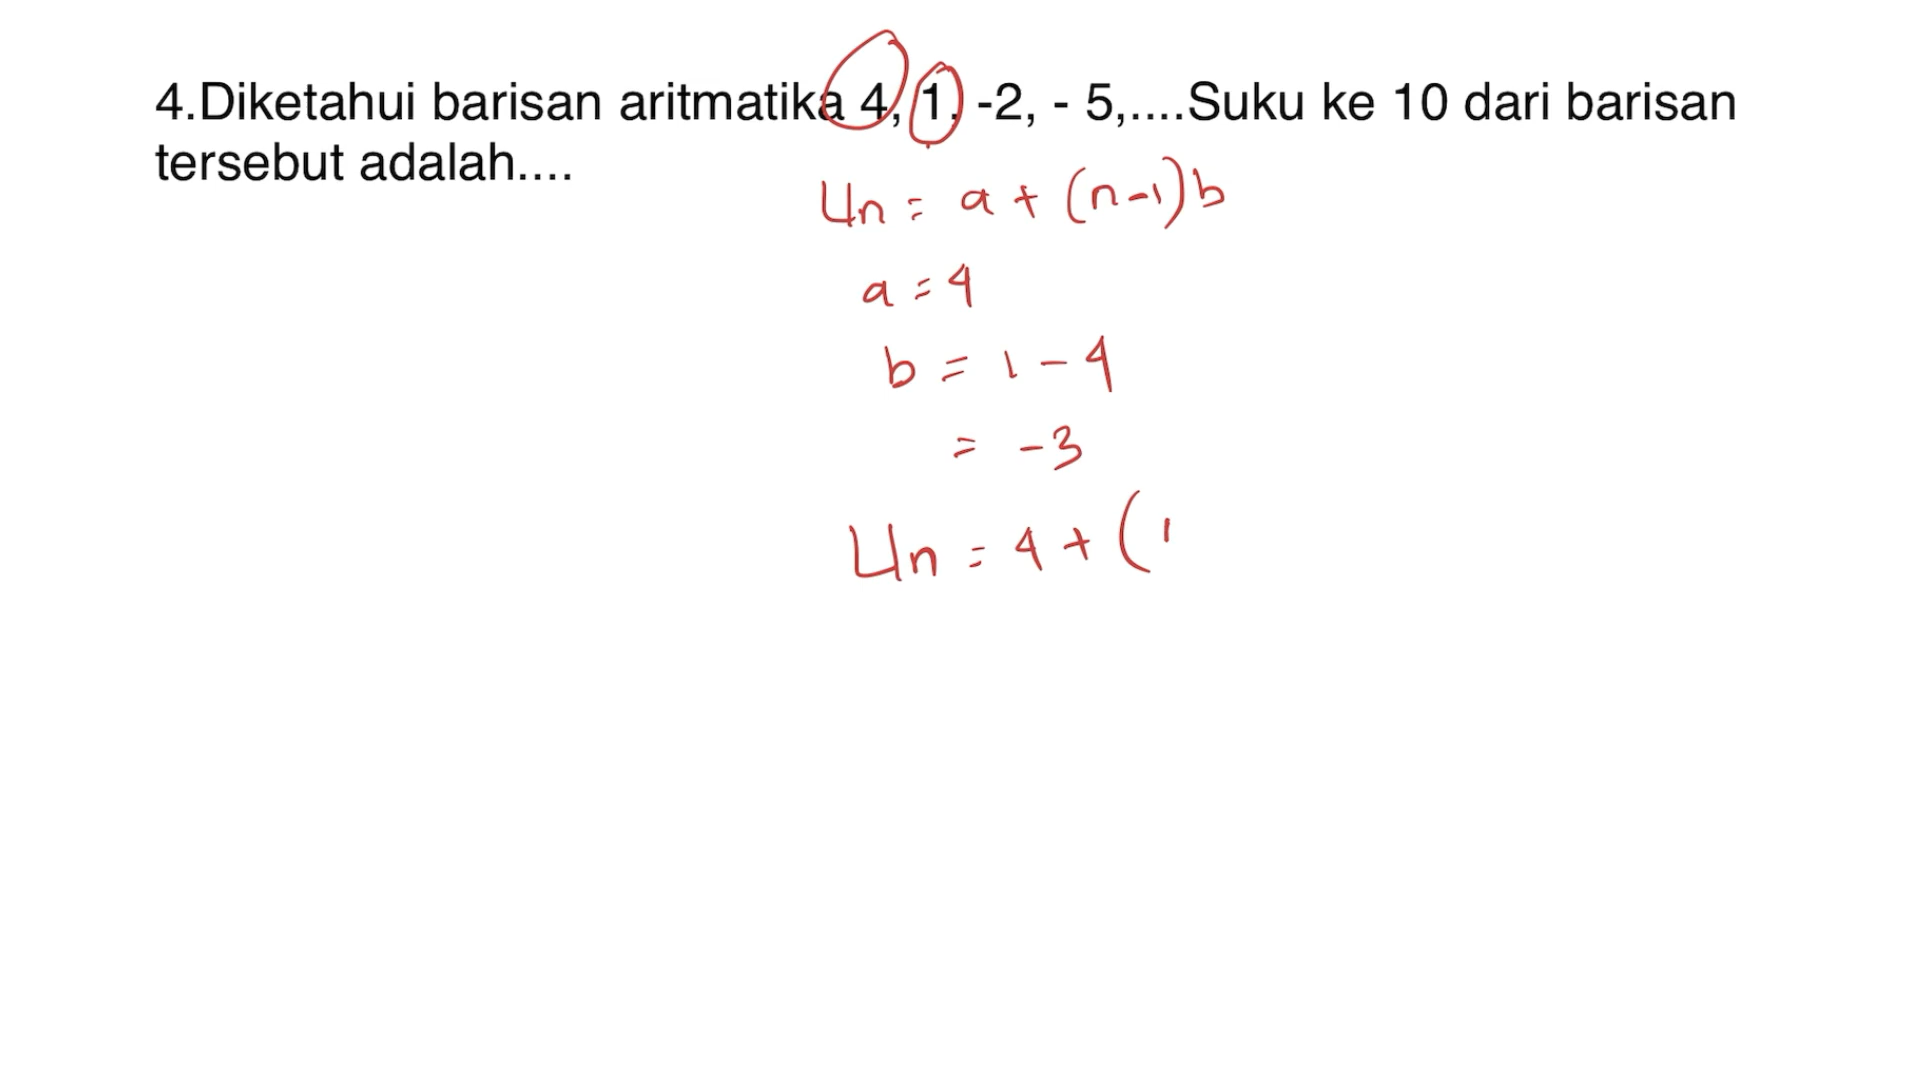 4.Diketahui barisan aritmatika 4, 1, -2, - 5,....Suku ke 10 dari barisan
tersebut adalah....
Un = a + (n-1)b
a = 4
b = 1 - 4
= -3
Un = 4 + (1